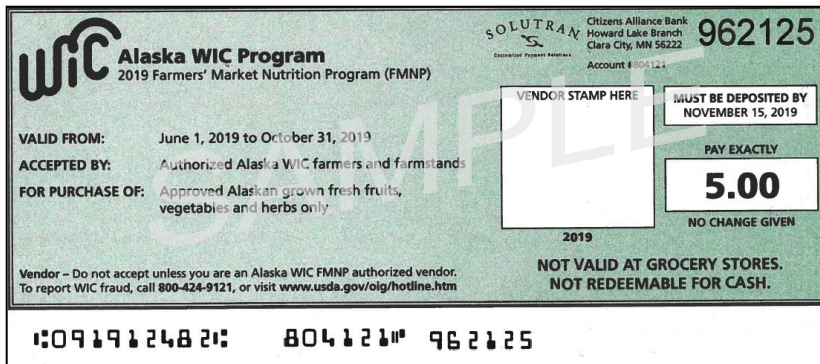 WIC
Alaska WIC Program
2019 Farmers' Market Nutrition Program (FMNP)
SOLUTRAN
Customized Payment Solutions
Citizens Alliance Bank
Howard Lake Branch
Clara City, MN 56222
Account #804121
962125
VALID FROM: June 1, 2019 to October 31, 2019
ACCEPTED BY: Authorized Alaska WIC farmers and farmstands
FOR PURCHASE OF: Approved Alaskan grown fresh fruits,
vegetables and herbs only
VENDOR STAMP HERE
2019
MUST BE DEPOSITED BY
NOVEMBER 15, 2019
PAY EXACTLY
5.00
NO CHANGE GIVEN
SAMPLE
Vendor – Do not accept unless you are an Alaska WIC FMNP authorized vendor.
To report WIC fraud, call 800-424-9121, or visit www.usda.gov/oig/hotline.htm
NOT VALID AT GROCERY STORES.
NOT REDEEMABLE FOR CASH.
⑆091912482⑆ 804121⑈ 962125